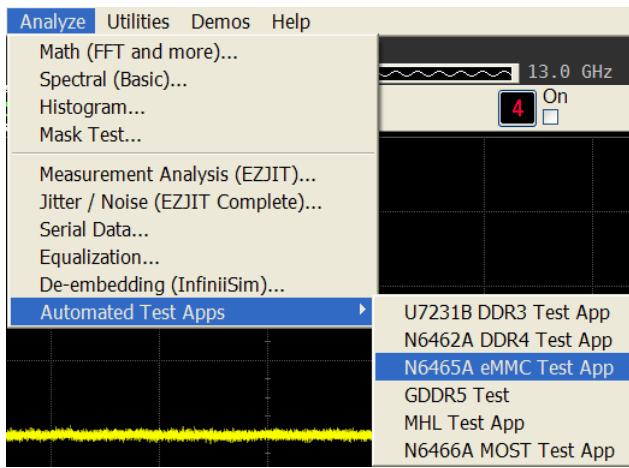 Analyze Utilities Demos Help
Math (FFT and more)...
Spectral (Basic)...
Histogram...
Mask Test...
Measurement Analysis (EZJIT)...
Jitter / Noise (EZJIT Complete)...
Serial Data...
Equalization...
De-embedding (InfiniiSim)...
Automated Test Apps
13.0 GHz
4 On
U7231B DDR3 Test App
N6462A DDR4 Test App
N6465A eMMC Test App
GDDR5 Test
MHL Test App
N6466A MOST Test App